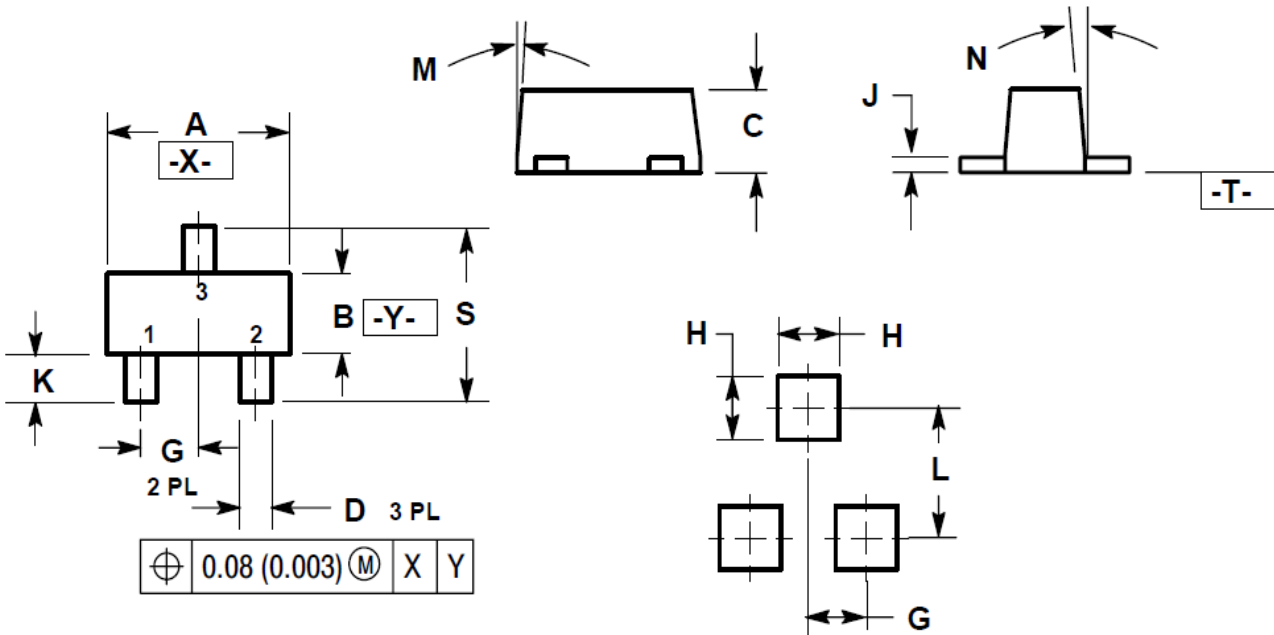 M
N
J
C
A
-X-
-T-
3
1
2
B
-Y-
S
K
H
H
G
2 PL
L
D 3 PL
⌖ 0.08 (0.003) Ⓜ X Y
G